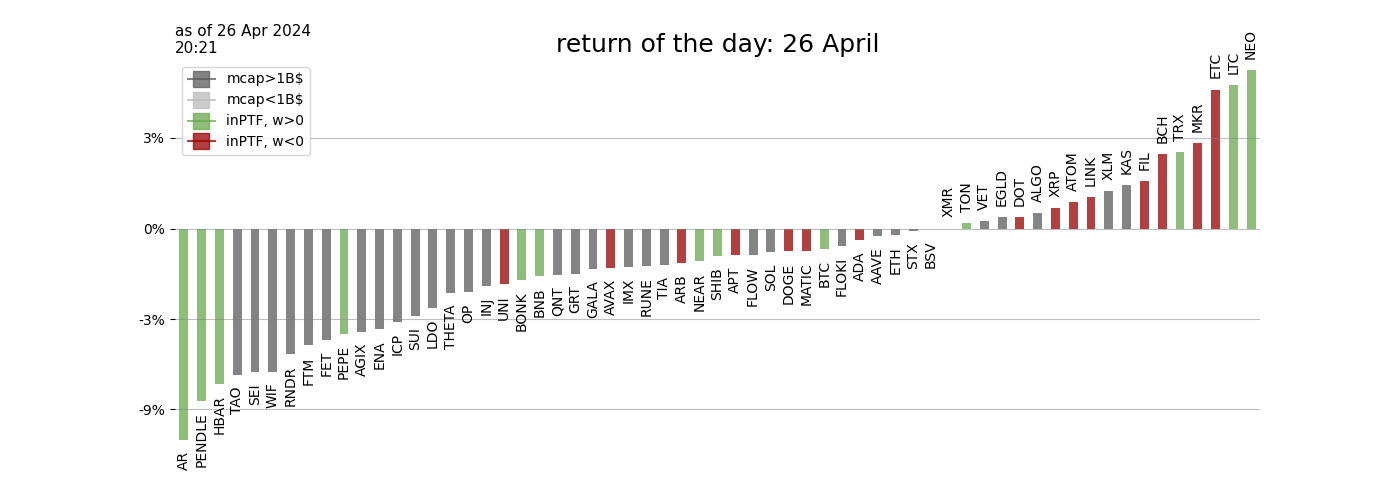 as of 26 Apr 2024
20:21
return of the day: 26 April
mcap>1B$
mcap<1B$
inPTF, w>0
inPTF, w<0
3%
0%
-3%
-9%
AR
PENDLE
HBAR
TAO
SEI
WIF
RNDR
FTM
FET
PEPE
AGIX
ENA
ICP
SUI
LDO
THETA
OP
INJ
UNI
BONK
BNB
QNT
GRT
GALA
AVAX
IMX
RUNE
TIA
ARB
NEAR
SHIB
APT
FLOW
SOL
DOGE
MATIC
BTC
FLOKI
ADA
AAVE
ETH
STX
BSV
XMR
TON
VET
EGLD
DOT
ALGO
XRP
ATOM
LINK
XLM
KAS
FIL
BCH
TRX
MKR
ETC
LTC
NEO